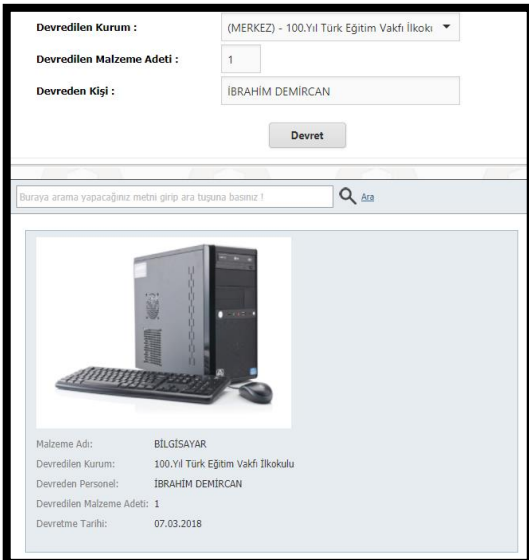 Devredilen Kurum : (MERKEZ) - 100.Yıl Türk Eğitim Vakfı İlkokı
Devredilen Malzeme Adeti : 1
Devreden Kişi : İBRAHİM DEMİRCAN
Devret
Buraya arama yapacağınız metni girip ara tuşuna basınız ! Ara
Malzeme Adı: BİLGİSAYAR
Devredilen Kurum: 100.Yıl Türk Eğitim Vakfı İlkokulu
Devreden Personel: İBRAHİM DEMİRCAN
Devredilen Malzeme Adeti: 1
Devretme Tarihi: 07.03.2018